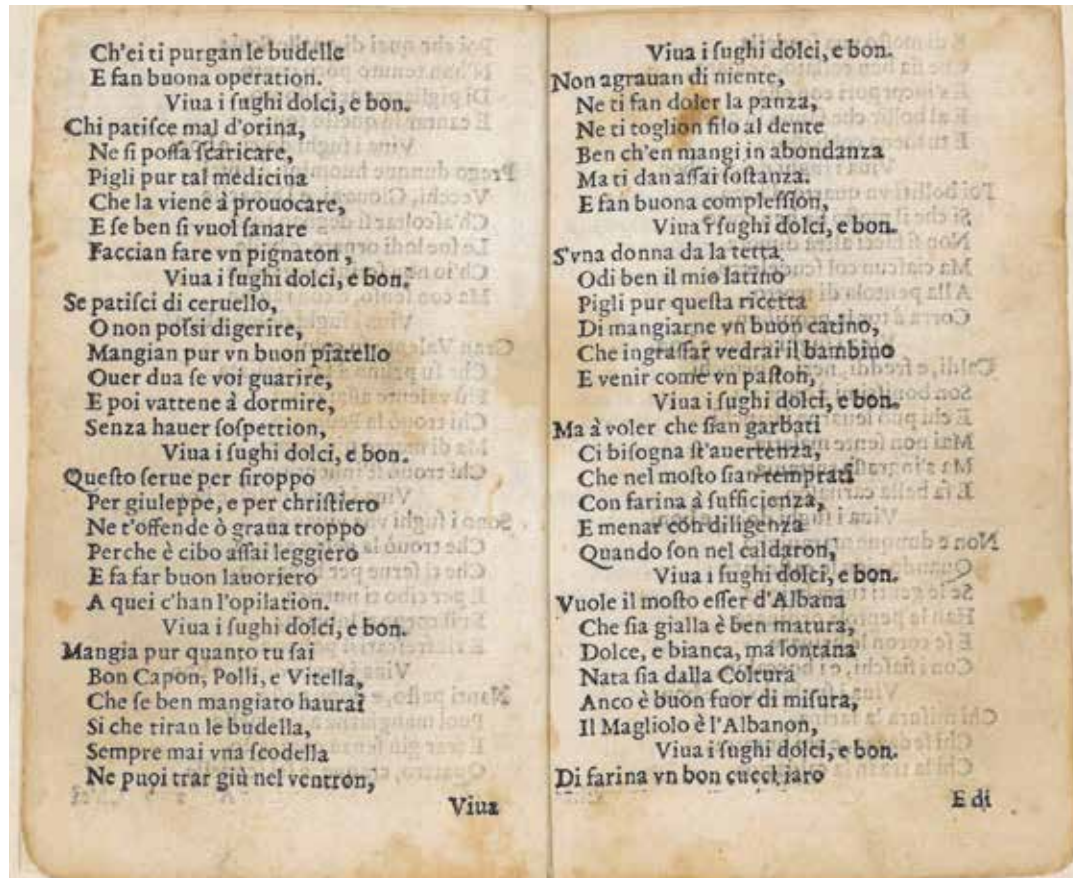 Ch'ei ti purgan le budelle
E fan buona operation.
Viua i ſughi dolci, e bon.
Chi patiſce mal d'orina,
Ne ſi poſſa ſcaricare,
Pigli pur tal medicina
Che la viene à prouocare,
E ſe ben ſi vuol ſanare
Faccian fare vn pignaton,
Viua i ſughi dolci, e bon.
Se patiſci di ceruello,
O non poſsi digerire,
Mangian pur vn buon piatello
Ouer dua ſe voi guarire,
E poi vattene à dormire,
Senza hauer ſoſpettion,
Viua i ſughi dolci, e bon.
Queſto ſerue per ſiroppo
Per giuleppe, e per chriſtiero
Ne t'offende ò graua troppo
Perche è cibo aſſai leggiero
E fa far buon lauoriero
A quei c'han l'opilation.
Viua i ſughi dolci, e bon.
Mangia pur quanto tu ſai
Bon Capon, Polli, e Vitella,
Che ſe ben mangiato haurai
Si che tiran le budella,
Sempre mai vna ſcodella
Ne puoi trar giù nel ventron,
Viua
Viua i ſughi dolci, e bon.
Non agrauan di niente,
Ne ti fan doler la panza,
Ne ti toglion filo al dente
Ben ch'en mangi in abondanza
Ma ti dan aſſai ſoſtanza.
E fan buona compleſſion,
Viua i ſughi dolci, e bon.
S'vna donna da la tetta
Odi ben il mio latino
Pigli pur queſta ricetta
Di mangiarne vn buon catino,
Che ingraſſar vedrai il bambino
E venir come vn paſton,
Viua i ſughi dolci, e bon.
Ma à voler che ſian garbati
Ci biſogna ſt'auertenza,
Che nel moſto ſian temprati
Con farina à ſufficienza,
E menar con diligenza
Quando ſon nel caldaron,
Viua i ſughi dolci, e bon.
Vuole il moſto eſſer d'Albana
Che ſia gialla è ben matura,
Dolce, e bianca, ma lontana
Nata ſia dalla Coltura
Anco è buon fuor di miſura,
Il Magliolo è l'Albanon,
Viua i ſughi dolci, e bon.
Di farina vn bon cucchiaro
E di